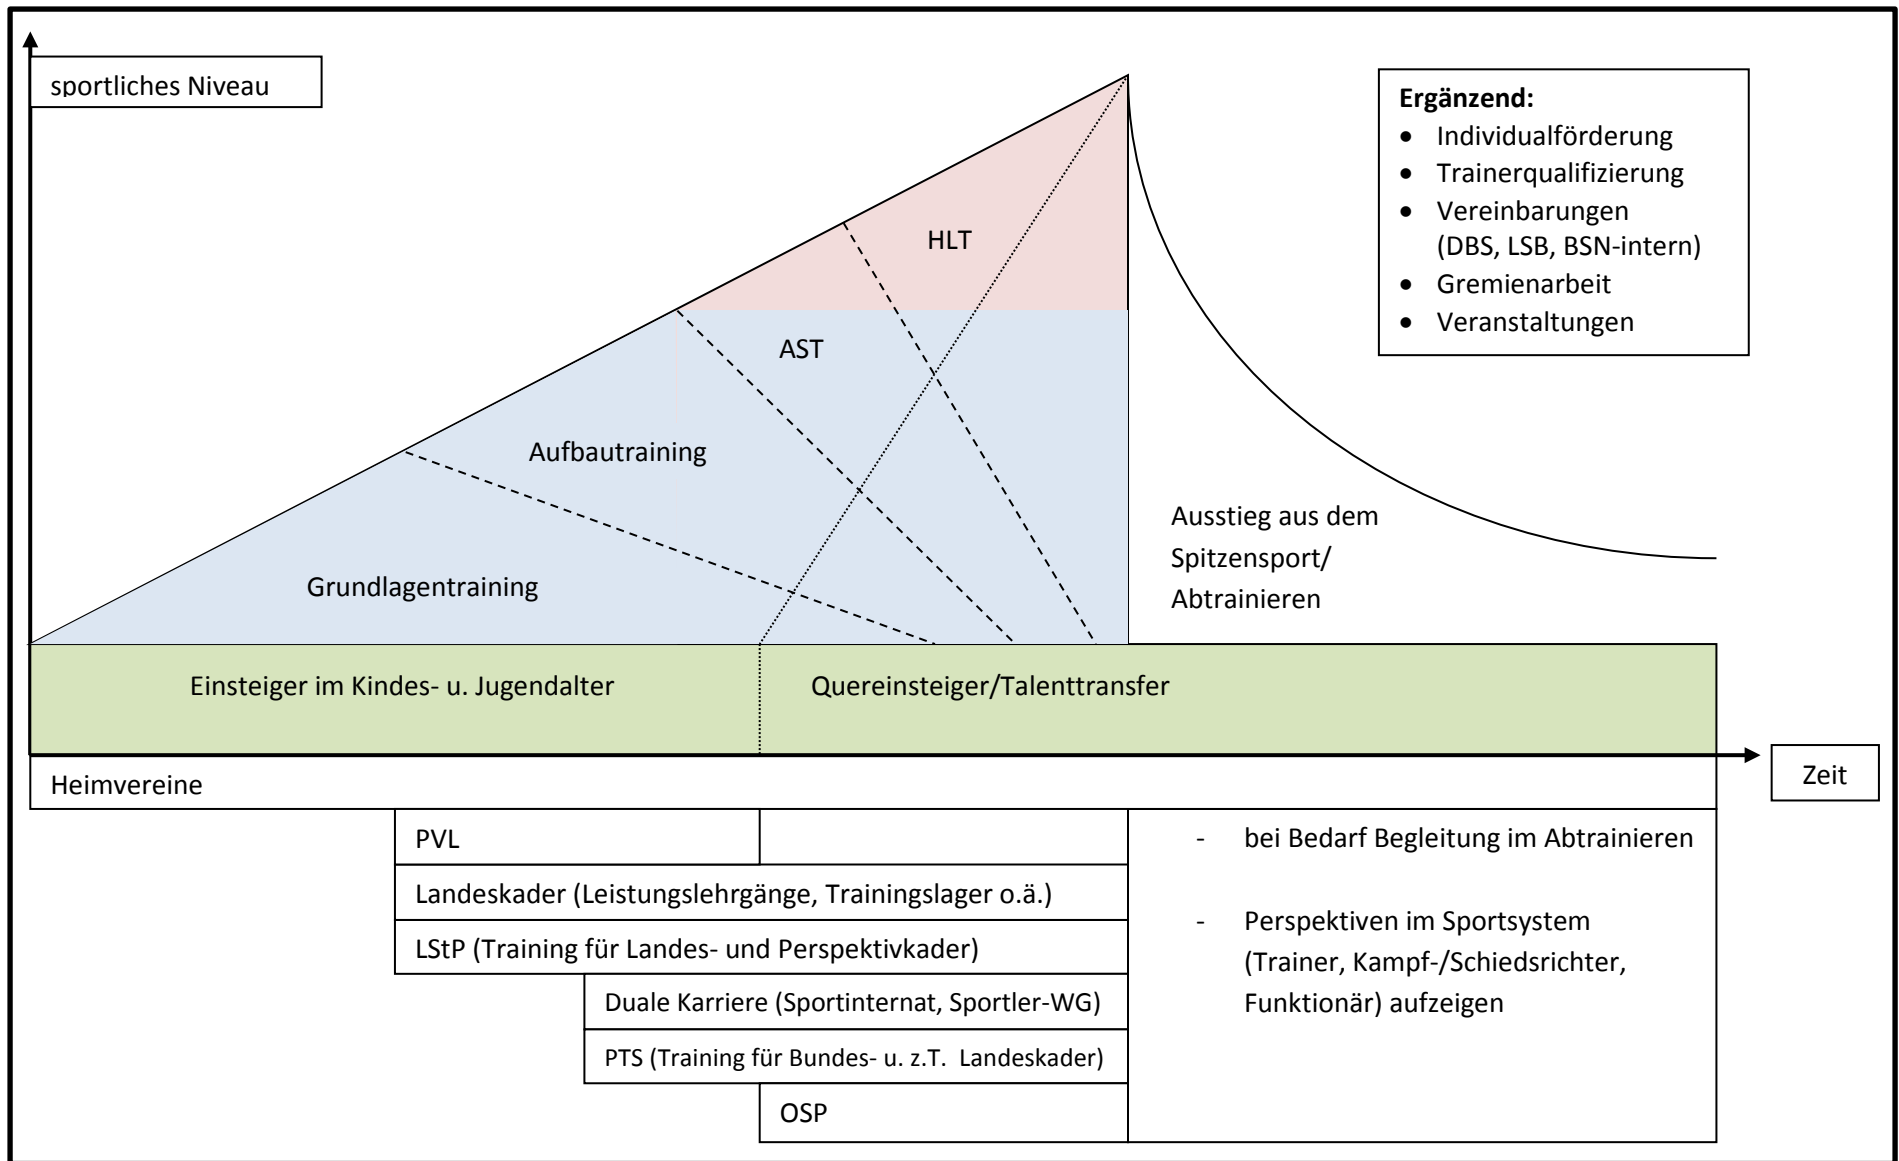 sportliches Niveau
Ergänzend:
• Individualförderung
• Trainerqualifizierung
• Vereinbarungen
(DBS, LSB, BSN-intern)
• Gremienarbeit
• Veranstaltungen
HLT
AST
Aufbautraining
Grundlagentraining
Ausstieg aus dem
Spitzensport/
Abtrainieren
Einsteiger im Kindes- u. Jugendalter
Quereinsteiger/Talenttransfer
Zeit
Heimvereine
PVL
Landeskader (Leistungslehrgänge, Trainingslager o.ä.)
LStP (Training für Landes- und Perspektivkader)
Duale Karriere (Sportinternat, Sportler-WG)
PTS (Training für Bundes- u. z.T. Landeskader)
OSP
- bei Bedarf Begleitung im Abtrainieren
- Perspektiven im Sportsystem
(Trainer, Kampf-/Schiedsrichter,
Funktionär) aufzeigen